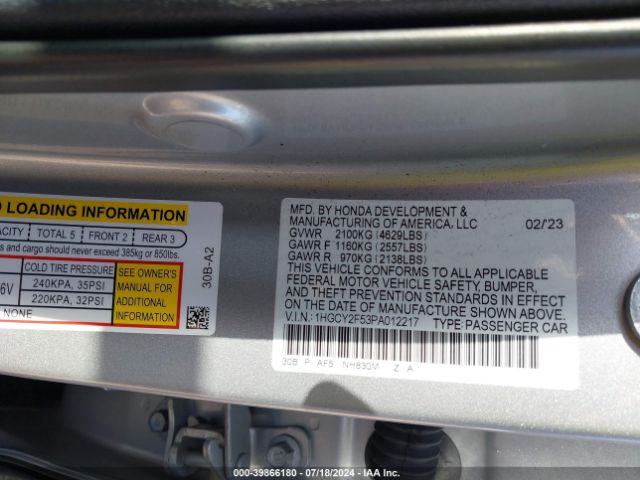 O LOADING INFORMATION
ACITY TOTAL 5 FRONT 2 REAR 3
s and cargo should never exceed 385kg or 850lbs.
COLD TIRE PRESSURE
6V 240KPA, 35PSI
220KPA, 32PSI
NONE
SEE OWNER'S
MANUAL FOR
ADDITIONAL
INFORMATION
30B-A2
MFD. BY HONDA DEVELOPMENT &
MANUFACTURING OF AMERICA, LLC 02/23
GVWR 2100KG (4629LBS)
GAWR F 1160KG (2557LBS)
GAWR R 970KG (2138LBS)
THIS VEHICLE CONFORMS TO ALL APPLICABLE
FEDERAL MOTOR VEHICLE SAFETY, BUMPER,
AND THEFT PREVENTION STANDARDS IN EFFECT
ON THE DATE OF MANUFACTURE SHOWN ABOVE.
V.I.N.: 1HGCY2F53PA012217 TYPE: PASSENGER CAR
30B P AF5 NH830M Z A
1000-39866180 | 07/18/2024 | IAA Inc.